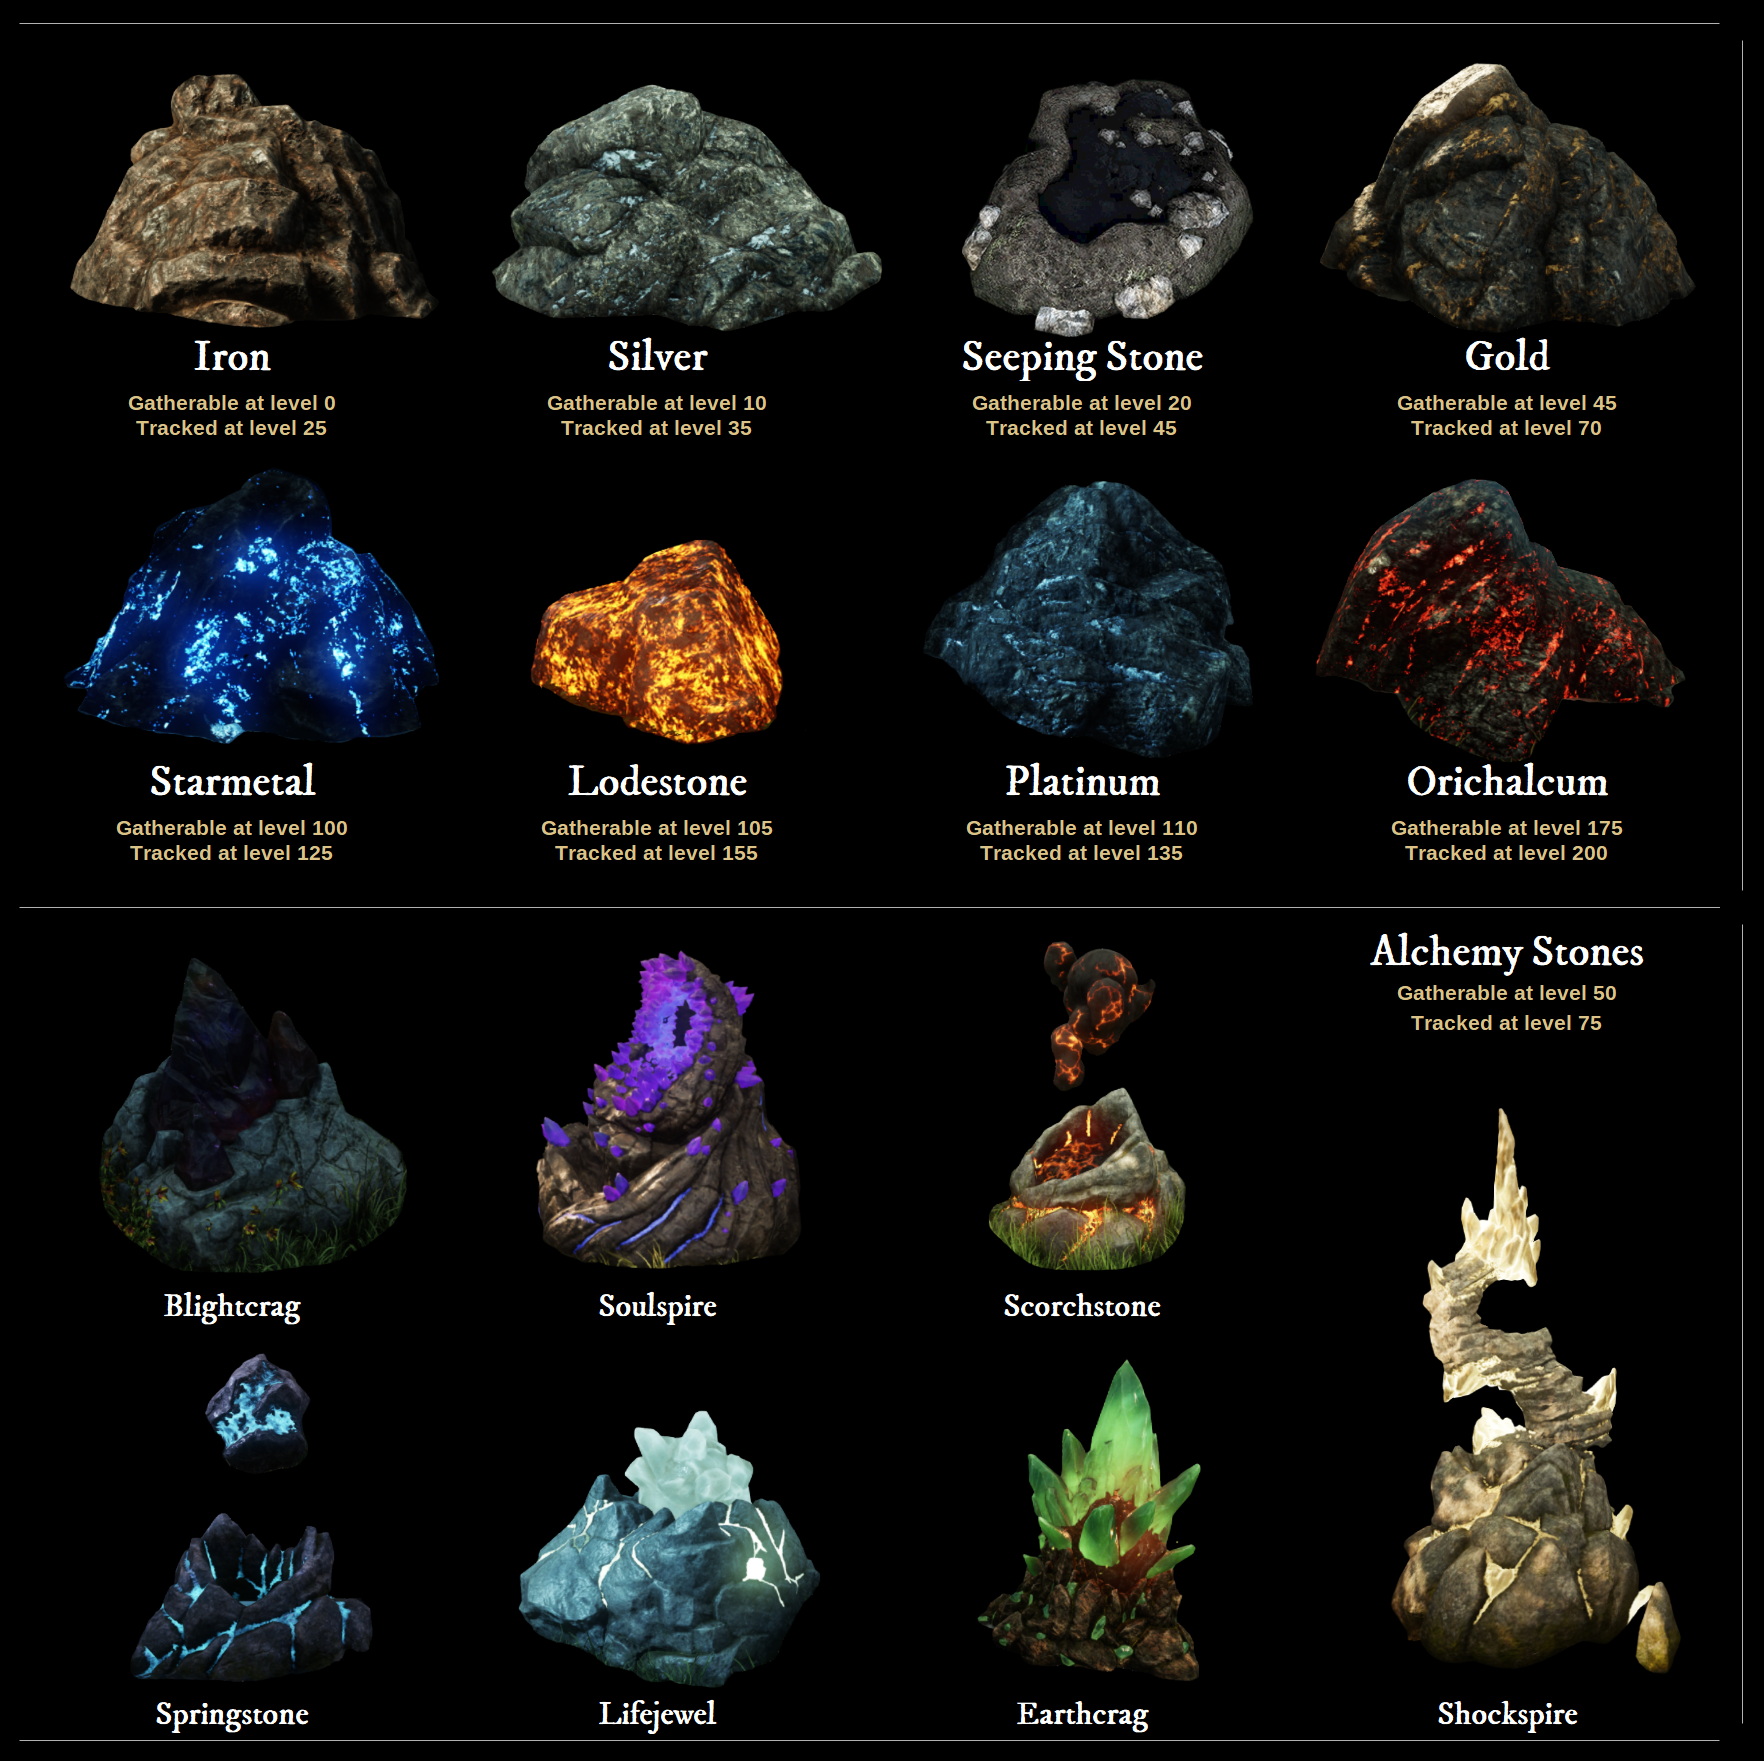 Iron
Gatherable at level 0
Tracked at level 25
Silver
Gatherable at level 10
Tracked at level 35
Seeping Stone
Gatherable at level 20
Tracked at level 45
Gold
Gatherable at level 45
Tracked at level 70
Starmetal
Gatherable at level 100
Tracked at level 125
Lodestone
Gatherable at level 105
Tracked at level 155
Platinum
Gatherable at level 110
Tracked at level 135
Orichalcum
Gatherable at level 175
Tracked at level 200
Alchemy Stones
Gatherable at level 50
Tracked at level 75
Blightcrag
Soulspire
Scorchstone
Springstone
Lifejewel
Earthcrag
Shockspire